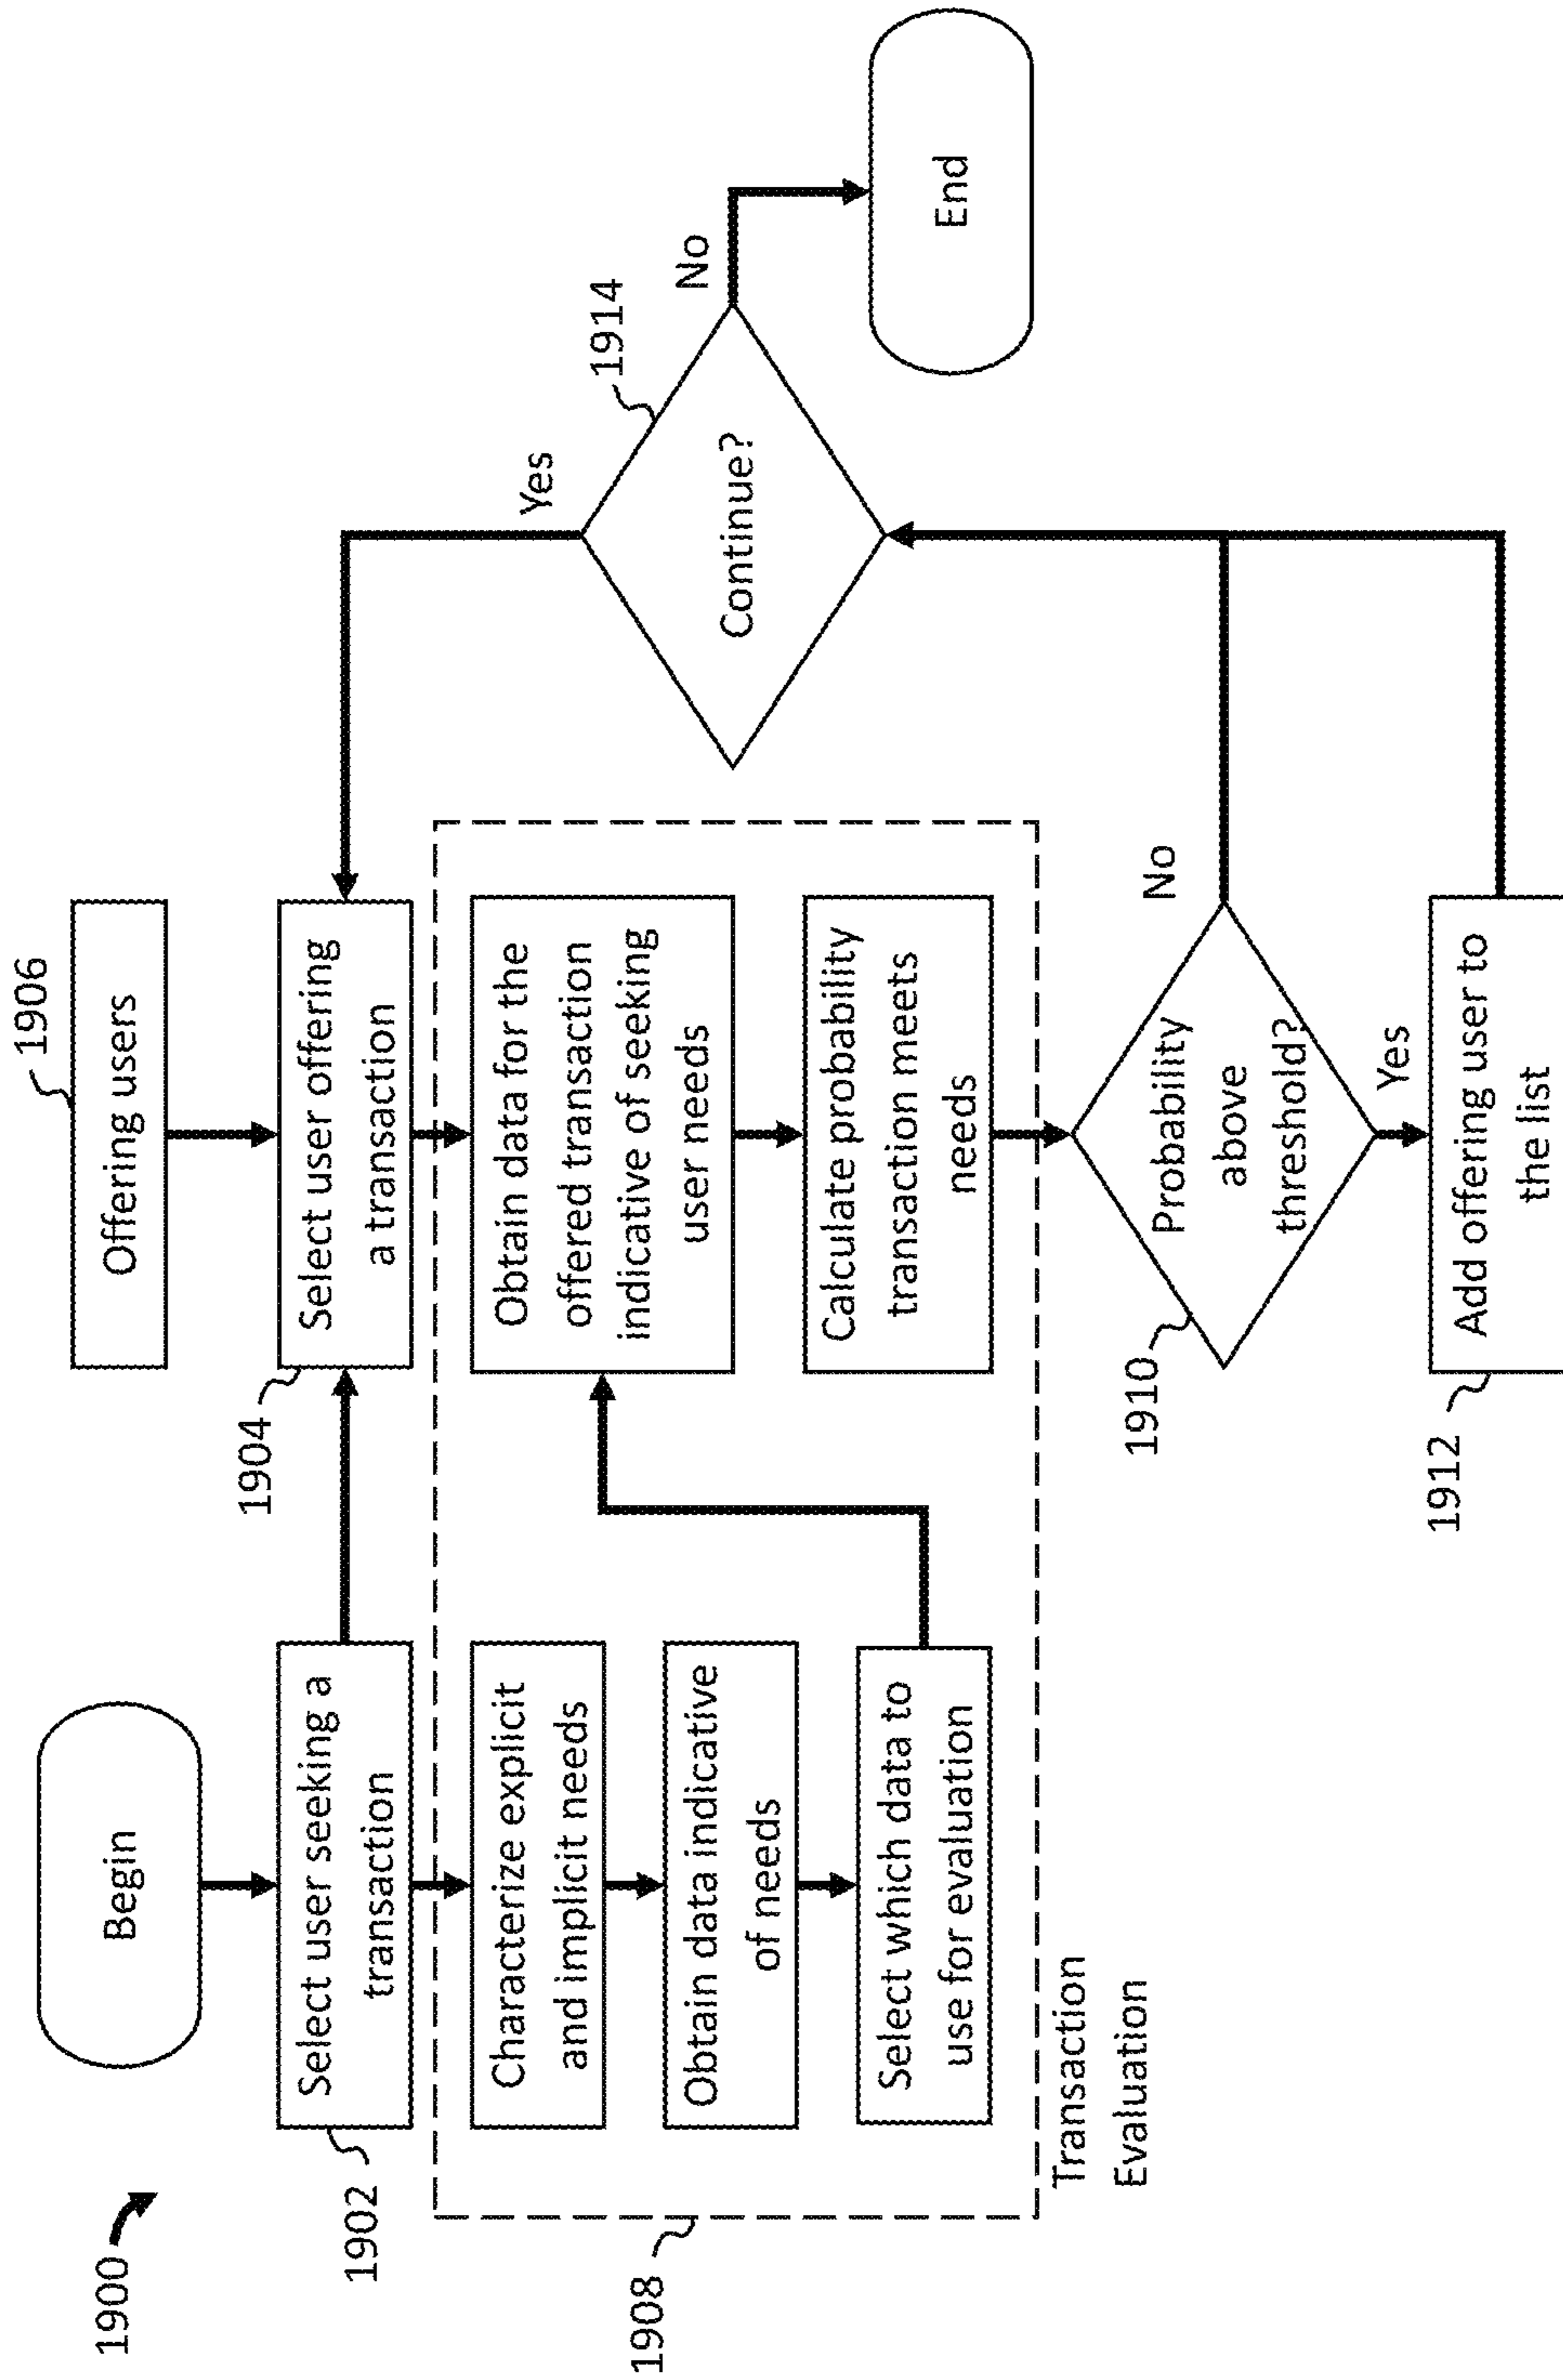 1900
Begin
1906
Offering users
1902
Select user seeking a
transaction
1904
Select user offering
a transaction
Yes
1914
Continue?
No
End
1908
Characterize explicit
and implicit needs
Obtain data indicative
of needs
Select which data to
use for evaluation
Obtain data for the
offered transaction
indicative of seeking
user needs
Calculate probability
transaction meets
needs
Transaction
Evaluation
1910
Probability
above
threshold?
No
Yes
1912
Add offering user to
the list